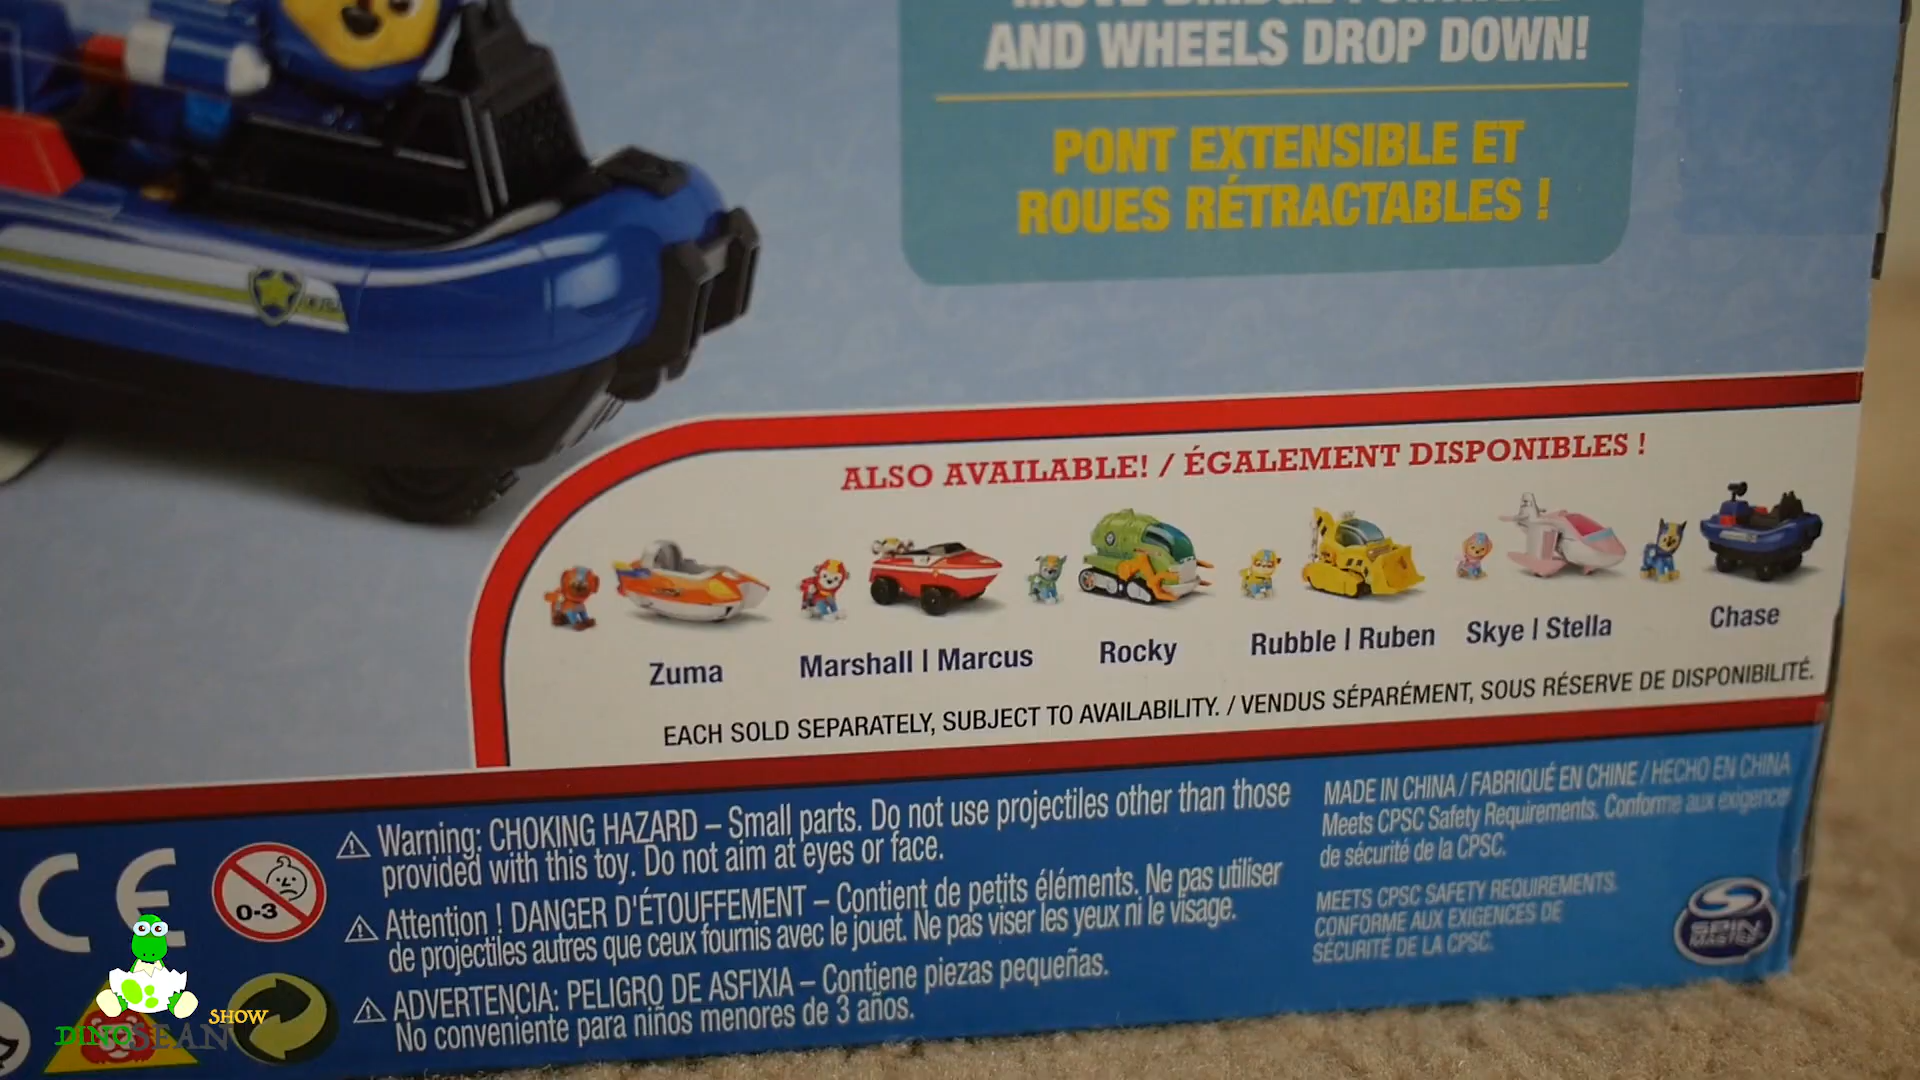 AND WHEELS DROP DOWN!
PONT EXTENSIBLE ET
ROUES RÉTRACTABLES !
ALSO AVAILABLE! / ÉGALEMENT DISPONIBLES !
Zuma
Marshall | Marcus
Rocky
Rubble | Ruben
Skye | Stella
Chase
EACH SOLD SEPARATELY, SUBJECT TO AVAILABILITY. / VENDUS SÉPARÉMENT, SOUS RÉSERVE DE DISPONIBILITÉ.
CE
0-3
⚠ Warning: CHOKING HAZARD – Small parts. Do not use projectiles other than those
provided with this toy. Do not aim at eyes or face.
⚠ Attention ! DANGER D'ÉTOUFFEMENT – Contient de petits éléments. Ne pas utiliser
de projectiles autres que ceux fournis avec le jouet. Ne pas viser les yeux ni le visage.
⚠ ADVERTENCIA: PELIGRO DE ASFIXIA – Contiene piezas pequeñas.
No conveniente para niños menores de 3 años.
MADE IN CHINA / FABRIQUÉ EN CHINE / HECHO EN CHINA
Meets CPSC Safety Requirements. Conforme aux exigences
de sécurité de la CPSC.
MEETS CPSC SAFETY REQUIREMENTS.
CONFORME AUX EXIGENCES DE
SÉCURITÉ DE LA CPSC.
SPIN
MASTER
DINOSEAN SHOW